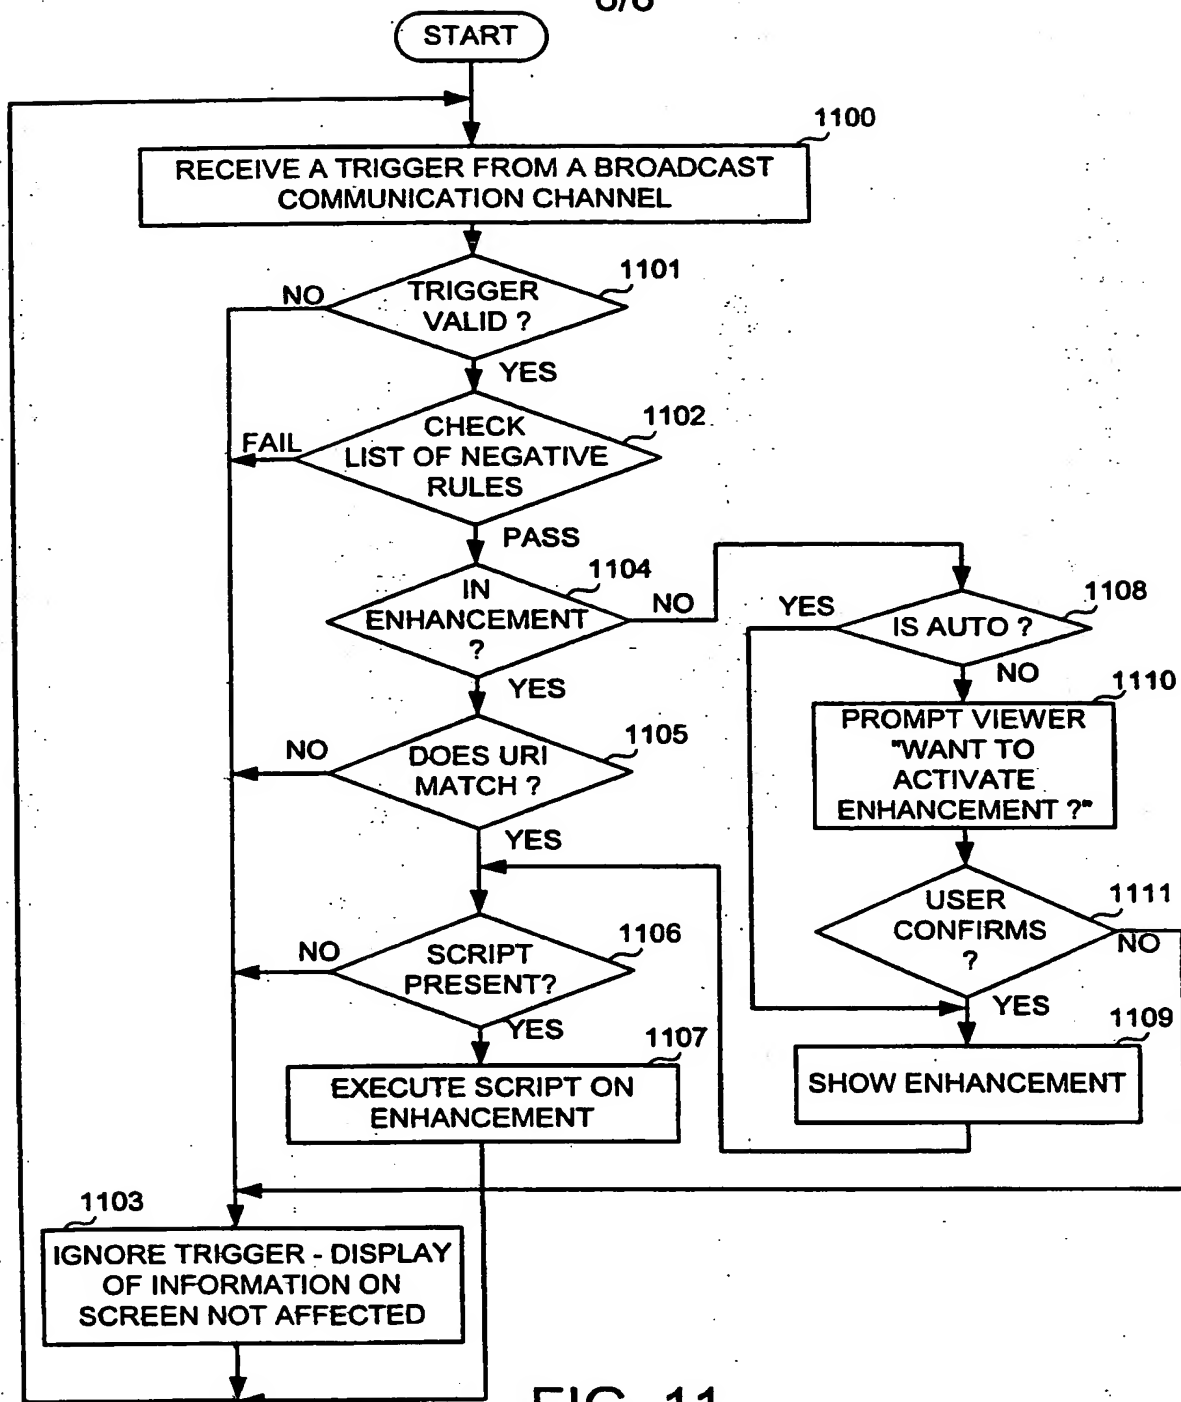 START
1100
RECEIVE A TRIGGER FROM A BROADCAST
COMMUNICATION CHANNEL
1101
TRIGGER
VALID ?
NO
YES
1102
CHECK
LIST OF NEGATIVE
RULES
FAIL
PASS
1104
IN
ENHANCEMENT
?
NO
YES
1108
IS AUTO ?
YES
NO
1110
PROMPT VIEWER
"WANT TO
ACTIVATE
ENHANCEMENT ?"
1105
DOES URI
MATCH ?
NO
YES
1111
USER
CONFIRMS
?
NO
YES
1106
SCRIPT
PRESENT?
NO
YES
1107
EXECUTE SCRIPT ON
ENHANCEMENT
1109
SHOW ENHANCEMENT
1103
IGNORE TRIGGER - DISPLAY
OF INFORMATION ON
SCREEN NOT AFFECTED
FIG. 11